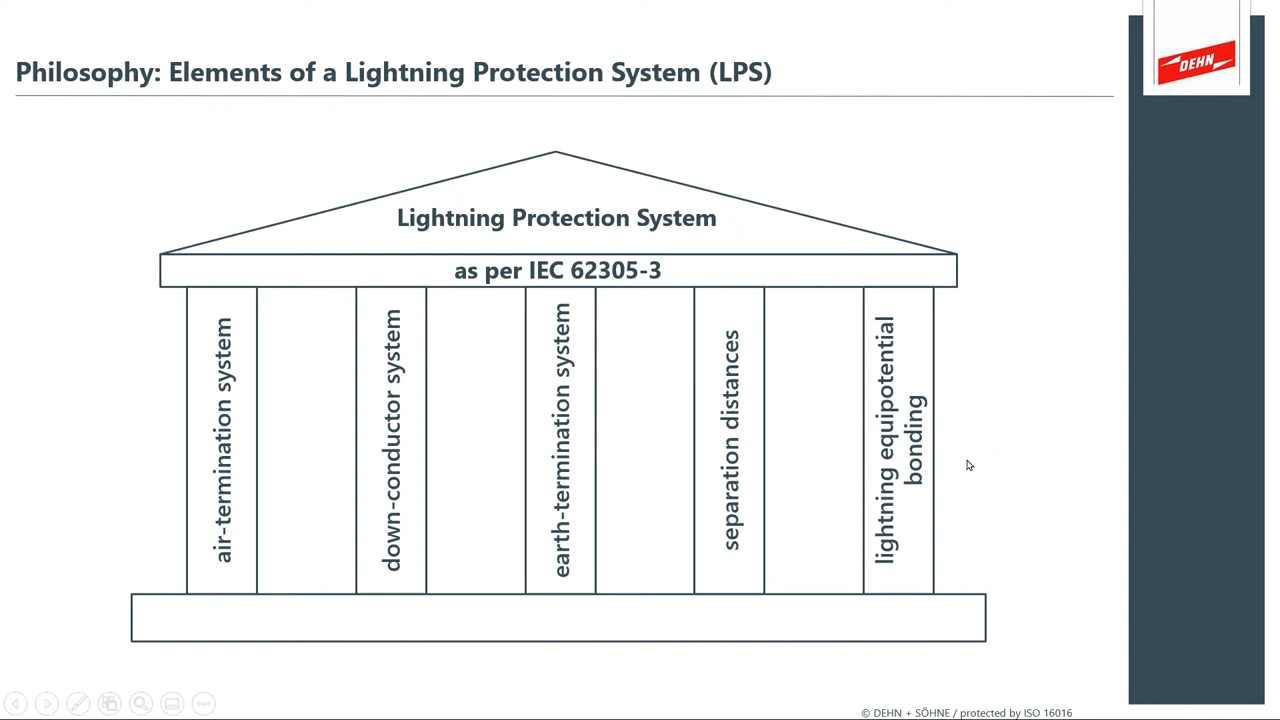 Philosophy: Elements of a Lightning Protection System (LPS)
DEHN
Lightning Protection System
as per IEC 62305-3
air-termination system
down-conductor system
earth-termination system
separation distances
lightning equipotential
bonding
© DEHN + SÖHNE / protected by ISO 16016